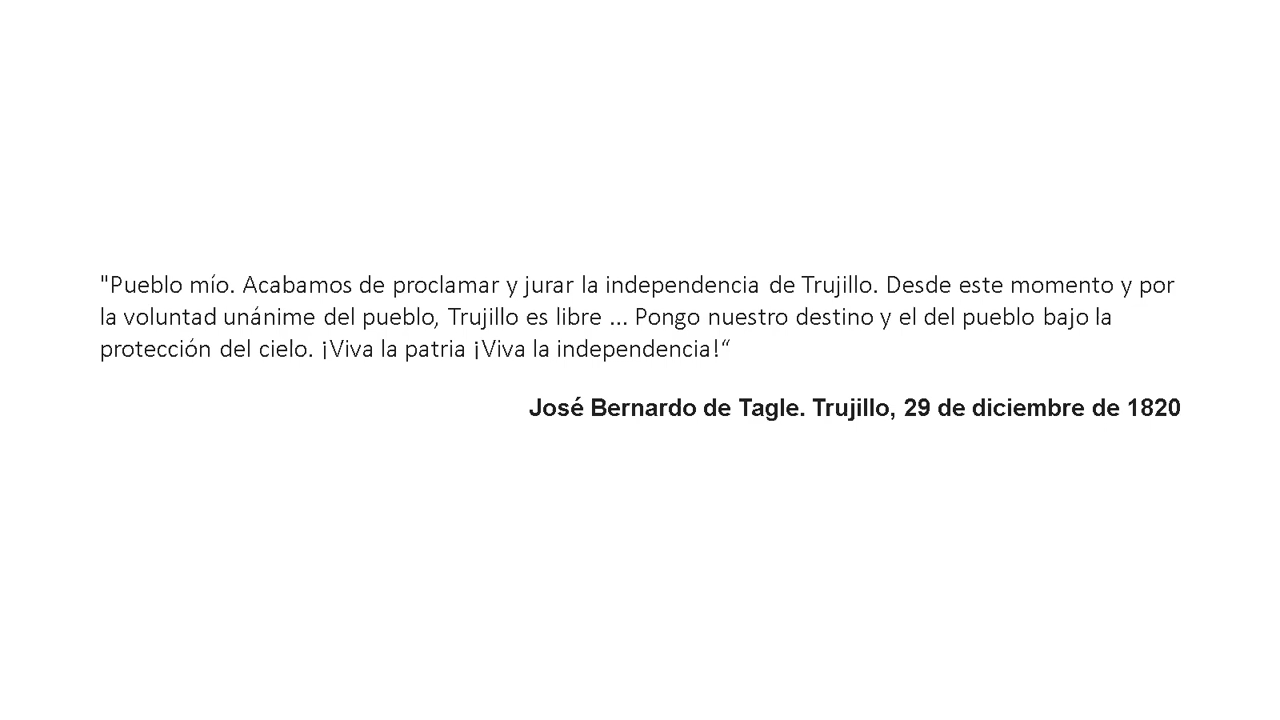 "Pueblo mío. Acabamos de proclamar y jurar la independencia de Trujillo. Desde este momento y por
la voluntad unánime del pueblo, Trujillo es libre ... Pongo nuestro destino y el del pueblo bajo la
protección del cielo. ¡Viva la patria ¡Viva la independencia!“
José Bernardo de Tagle. Trujillo, 29 de diciembre de 1820